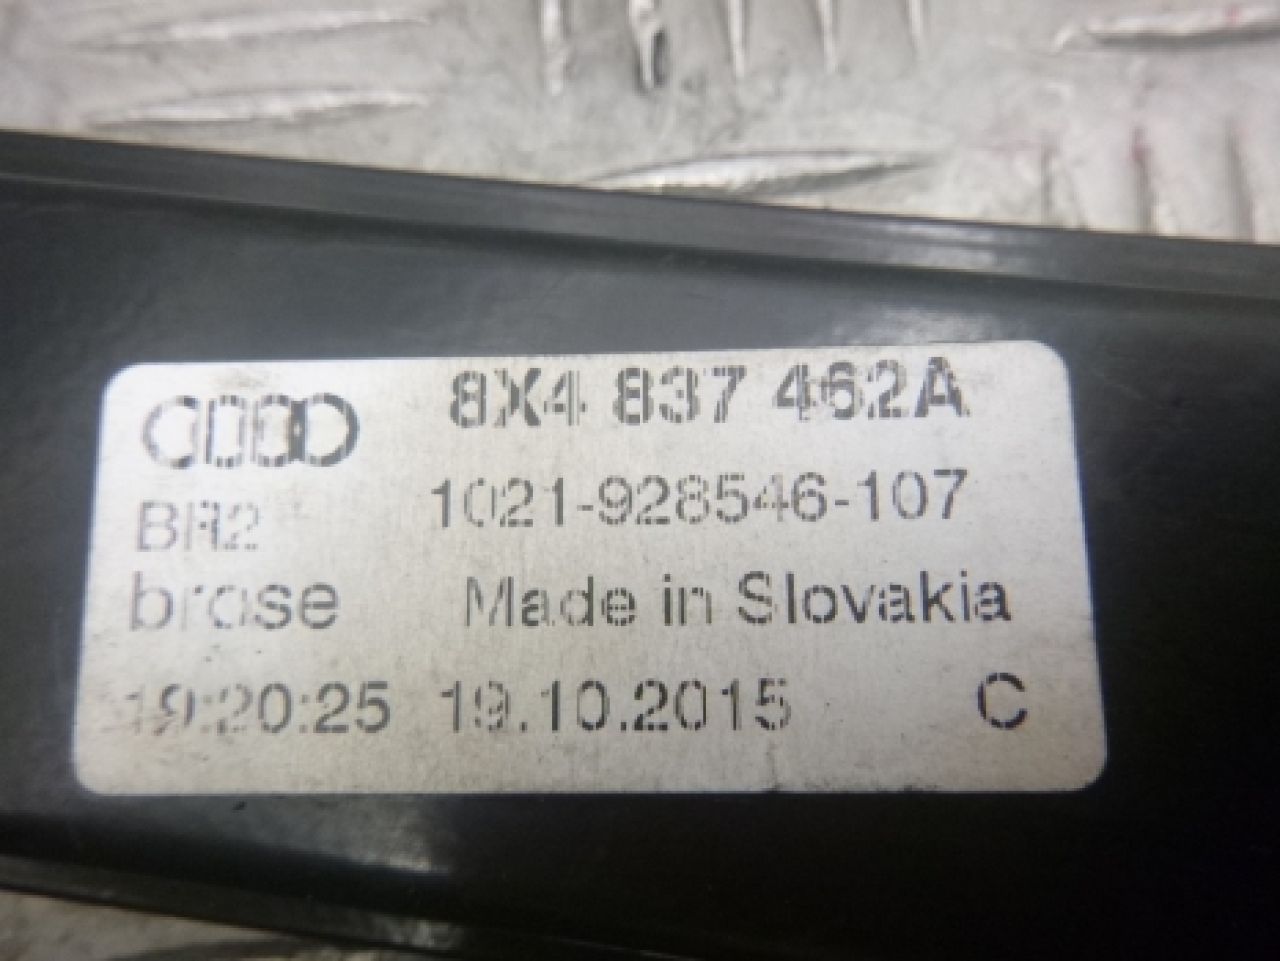 8X4 837 462A
BR2 1021-928546-107
brose Made in Slovakia
19:20:25 19.10.2015 C